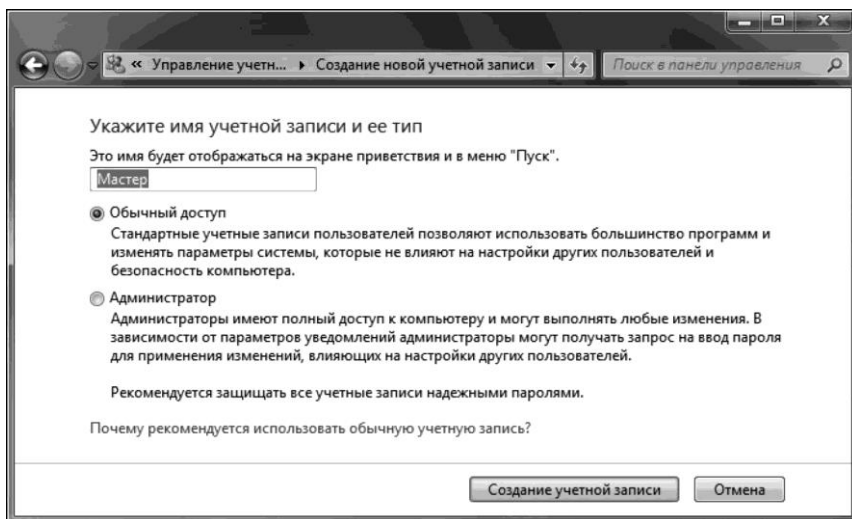 « Управление учетн... ▸ Создание новой учетной записи Поиск в панели управления
Укажите имя учетной записи и ее тип
Это имя будет отображаться на экране приветствия и в меню "Пуск".
Мастер
Обычный доступ
Стандартные учетные записи пользователей позволяют использовать большинство программ и
изменять параметры системы, которые не влияют на настройки других пользователей и
безопасность компьютера.
Администратор
Администраторы имеют полный доступ к компьютеру и могут выполнять любые изменения. В
зависимости от параметров уведомлений администраторы могут получать запрос на ввод пароля
для применения изменений, влияющих на настройки других пользователей.
Рекомендуется защищать все учетные записи надежными паролями.
Почему рекомендуется использовать обычную учетную запись?
Создание учетной записи Отмена